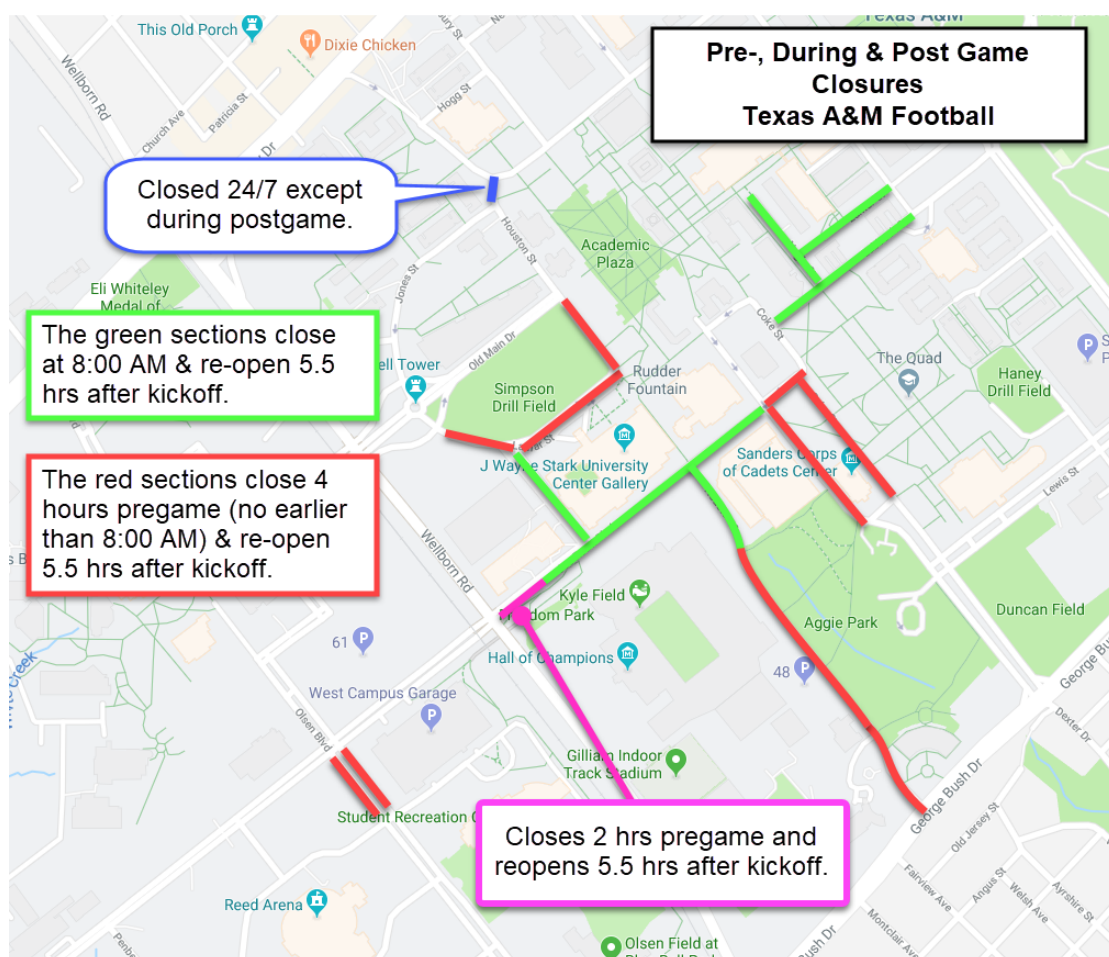 Texas A&M
This Old Porch
Dixie Chicken
Pre-, During & Post Game
Closures
Texas A&M Football
Wellborn Rd
Church Ave
Patricia St
Hogg St
Closed 24/7 except
during postgame.
Houston St
Academic
Plaza
Jones St
Eli Whiteley
Medal of
The green sections close
at 8:00 AM & re-open 5.5
hrs after kickoff.
Old Main Dr
Coke St
The Quad
Haney
Drill Field
Tower
Simpson
Drill Field
Rudder
Fountain
J Wayne Stark University
Center Gallery
Sanders Corps
of Cadets Center
Lewis St
The red sections close 4
hours pregame (no earlier
than 8:00 AM) & re-open
5.5 hrs after kickoff.
Wellborn Rd
Kyle Field
Park
Aggie Park
Duncan Field
61
Hall of Champions
48
West Campus Garage
George Bush
Dexter Dr
Creek
Olsen Blvd
Gilliam Indoor
Track Stadium
George Bush Dr
Student Recreation
Closes 2 hrs pregame and
reopens 5.5 hrs after kickoff.
Old Jersey St
Fairview Ave
Angus St
Welsh Ave
Ayrshire St
Montclair Ave
Reed Arena
Olsen Field at
Bush Dr